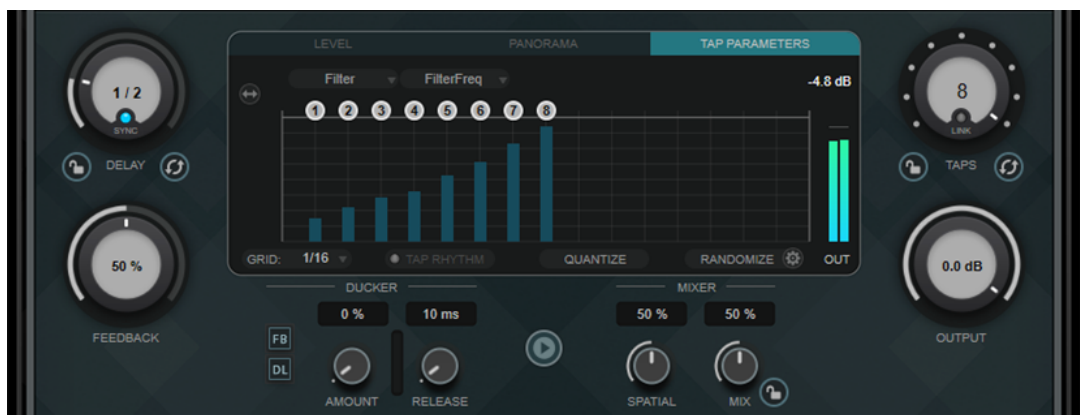 LEVEL PANORAMA TAP PARAMETERS
Filter FilterFreq -4.8 dB
1 / 2
SYNC
DELAY
1 2 3 4 5 6 7 8
8
LINK
TAPS
GRID: 1/16 TAP RHYTHM QUANTIZE RANDOMIZE OUT
50 %
FEEDBACK
DUCKER
0 % 10 ms
FB
DL
AMOUNT RELEASE
MIXER
50 % 50 %
SPATIAL MIX
0.0 dB
OUTPUT